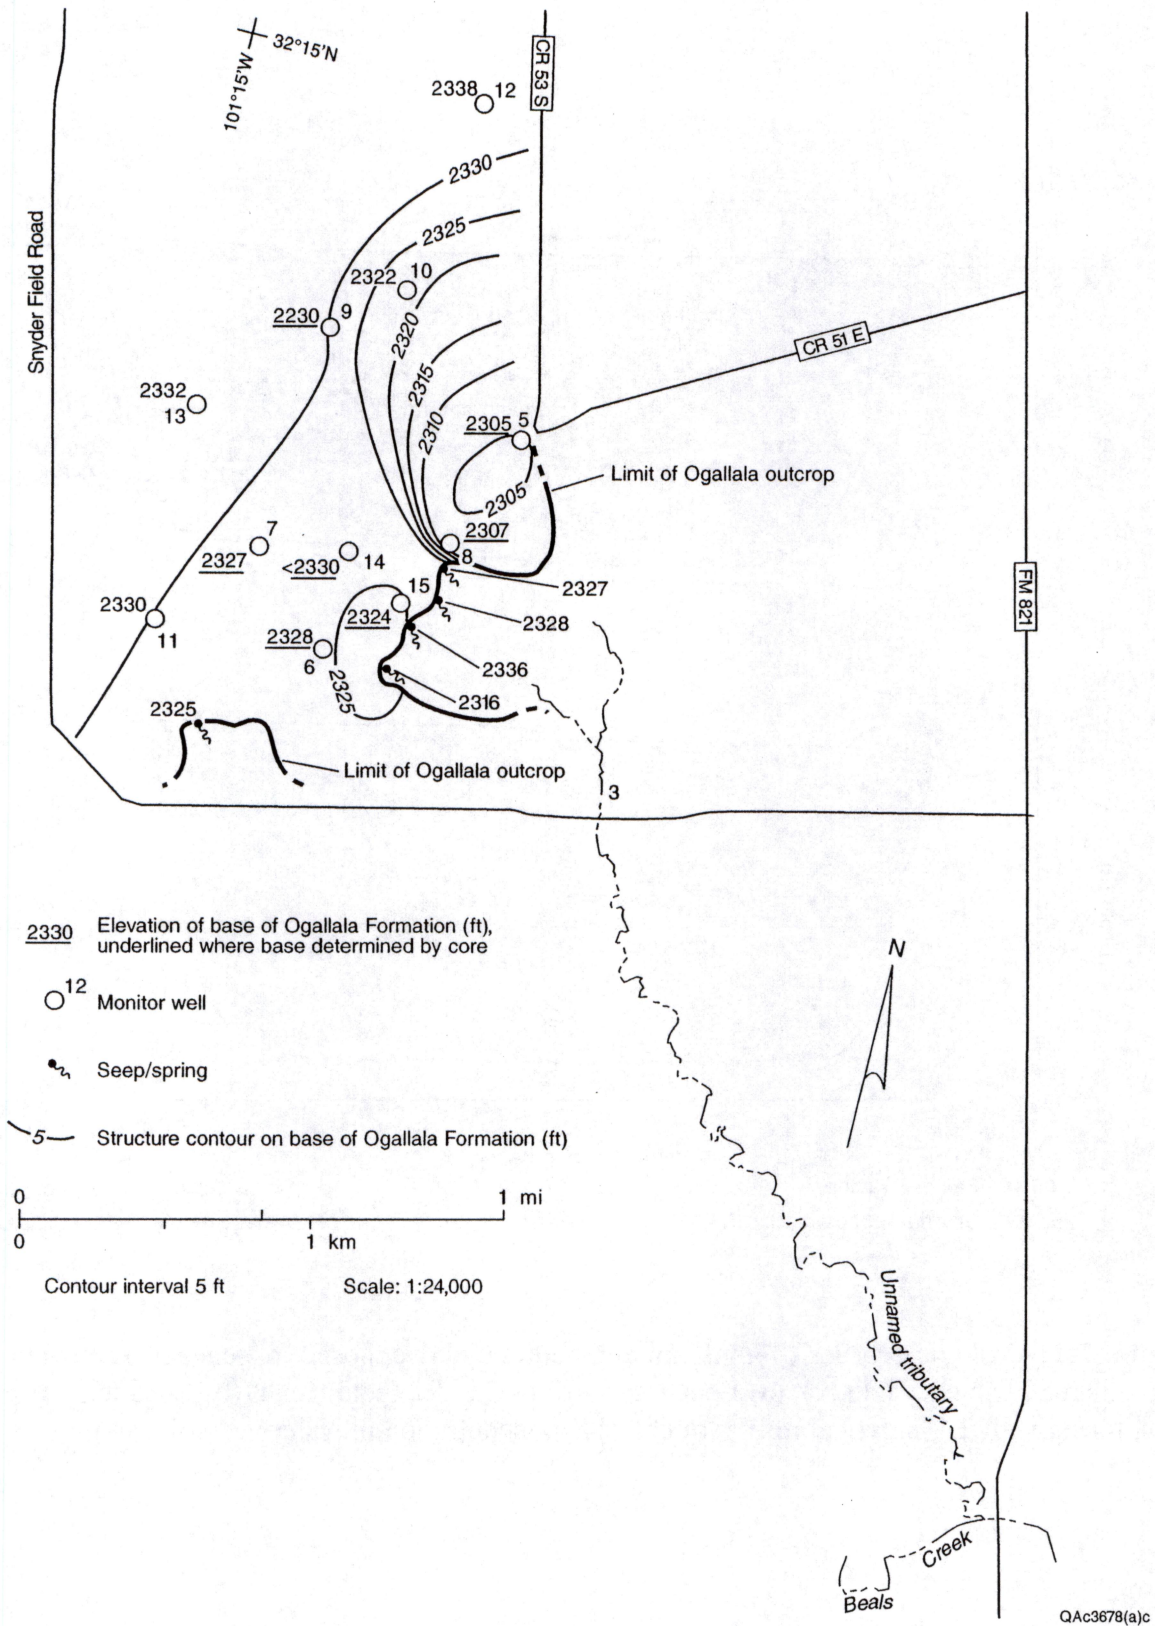 32°15'N
101°15'W
CR 53 S
2338 12
2330
2325
Snyder Field Road
2322 10
2320
2230 9
CR 51 E
2315
2332
13
2310
2305 5
Limit of Ogallala outcrop
2305
2307
8
7
2327
<2330 14
2327
15
2324
2328
FM 821
2330
11
2328
6
2336
2325
2316
2325
Limit of Ogallala outcrop
3
2330 Elevation of base of Ogallala Formation (ft),
underlined where base determined by core
12 Monitor well
Seep/spring
5 Structure contour on base of Ogallala Formation (ft)
N
0 1 mi
0 1 km
Contour interval 5 ft Scale: 1:24,000
Unnamed tributary
Creek
Beals
QAc3678(a)c